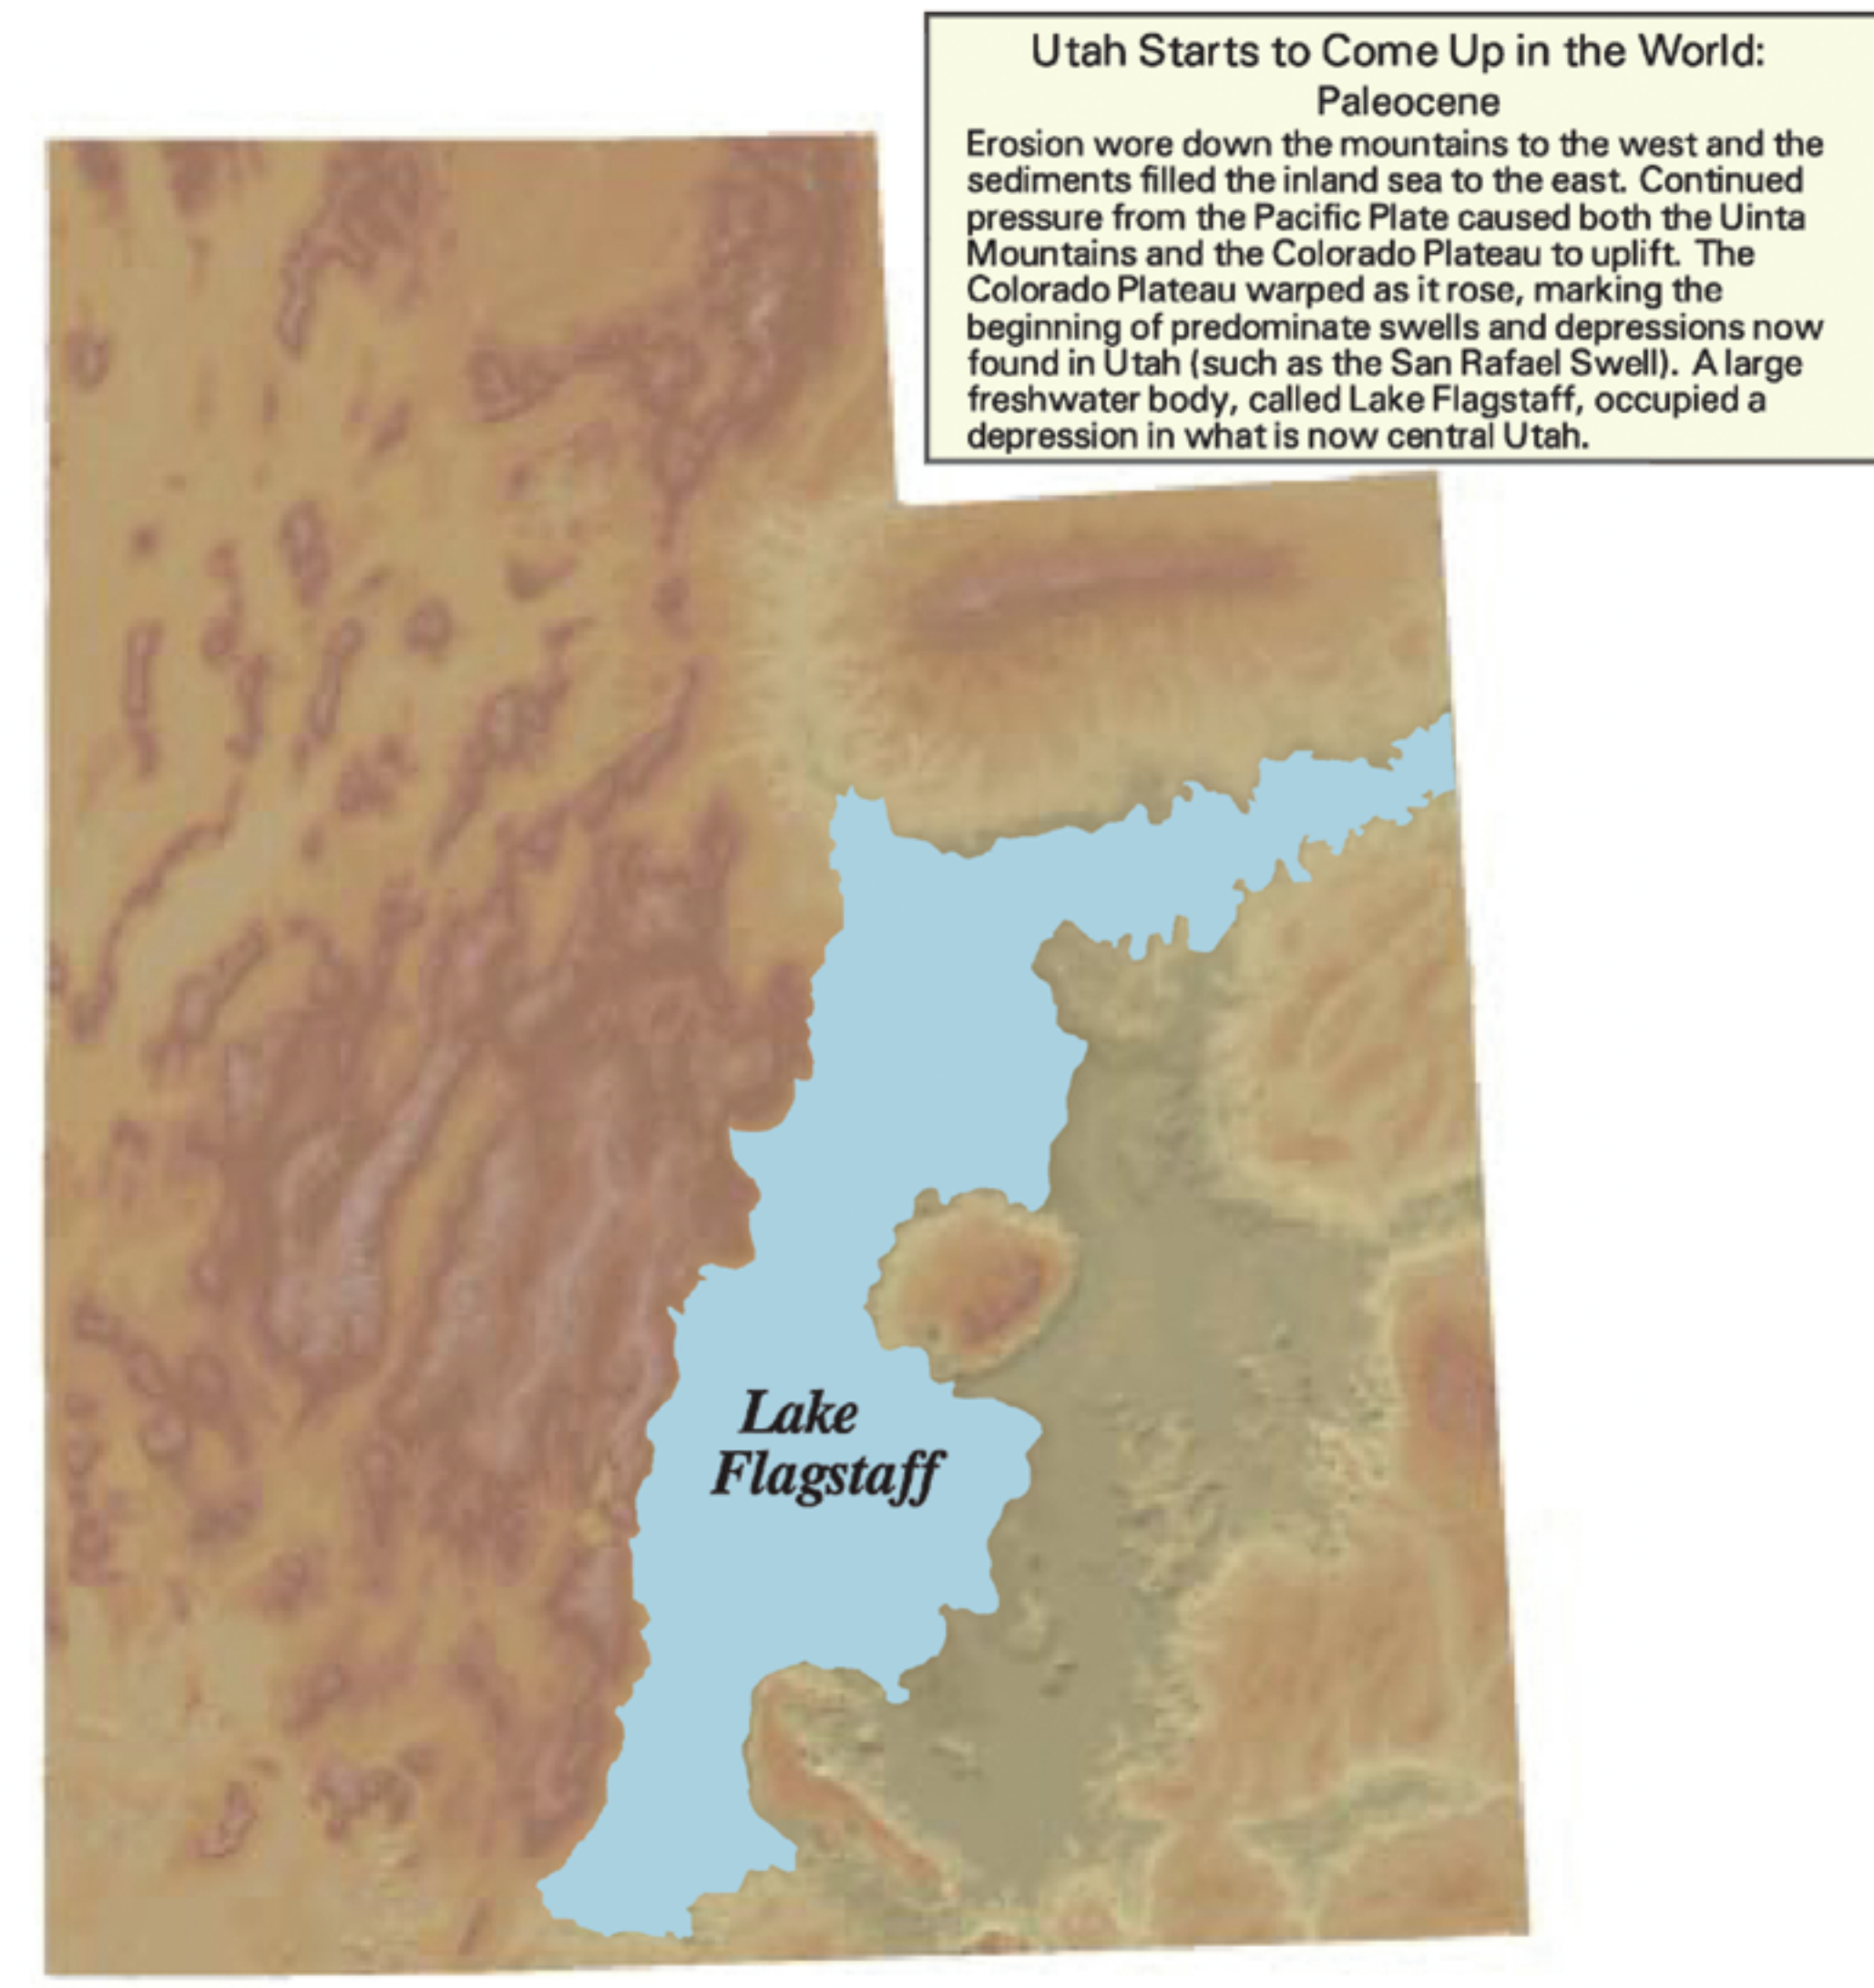 Utah Starts to Come Up in the World:
Paleocene
Erosion wore down the mountains to the west and the
sediments filled the inland sea to the east. Continued
pressure from the Pacific Plate caused both the Uinta
Mountains and the Colorado Plateau to uplift. The
Colorado Plateau warped as it rose, marking the
beginning of predominate swells and depressions now
found in Utah (such as the San Rafael Swell). A large
freshwater body, called Lake Flagstaff, occupied a
depression in what is now central Utah.
Lake
Flagstaff